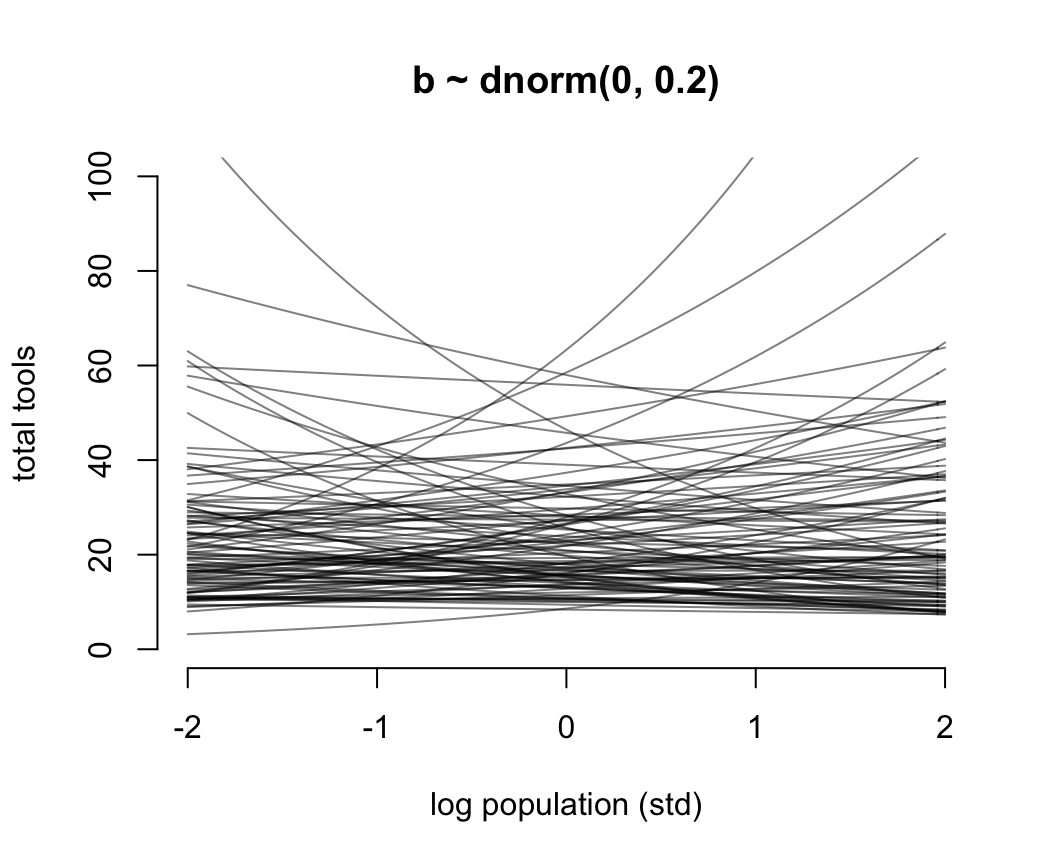 b ~ dnorm(0, 0.2)
total tools
100
80
60
40
20
0
-2 -1 0 1 2
log population (std)